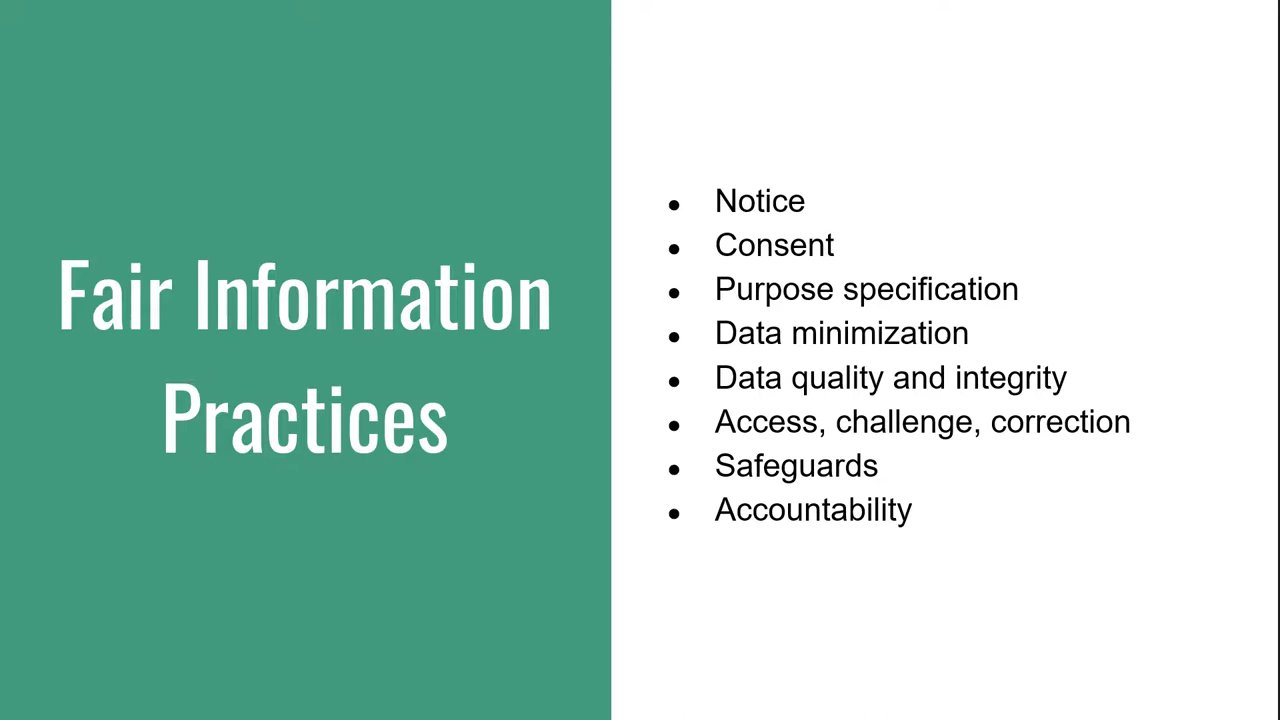 Fair Information
Practices
● Notice
● Consent
● Purpose specification
● Data minimization
● Data quality and integrity
● Access, challenge, correction
● Safeguards
● Accountability